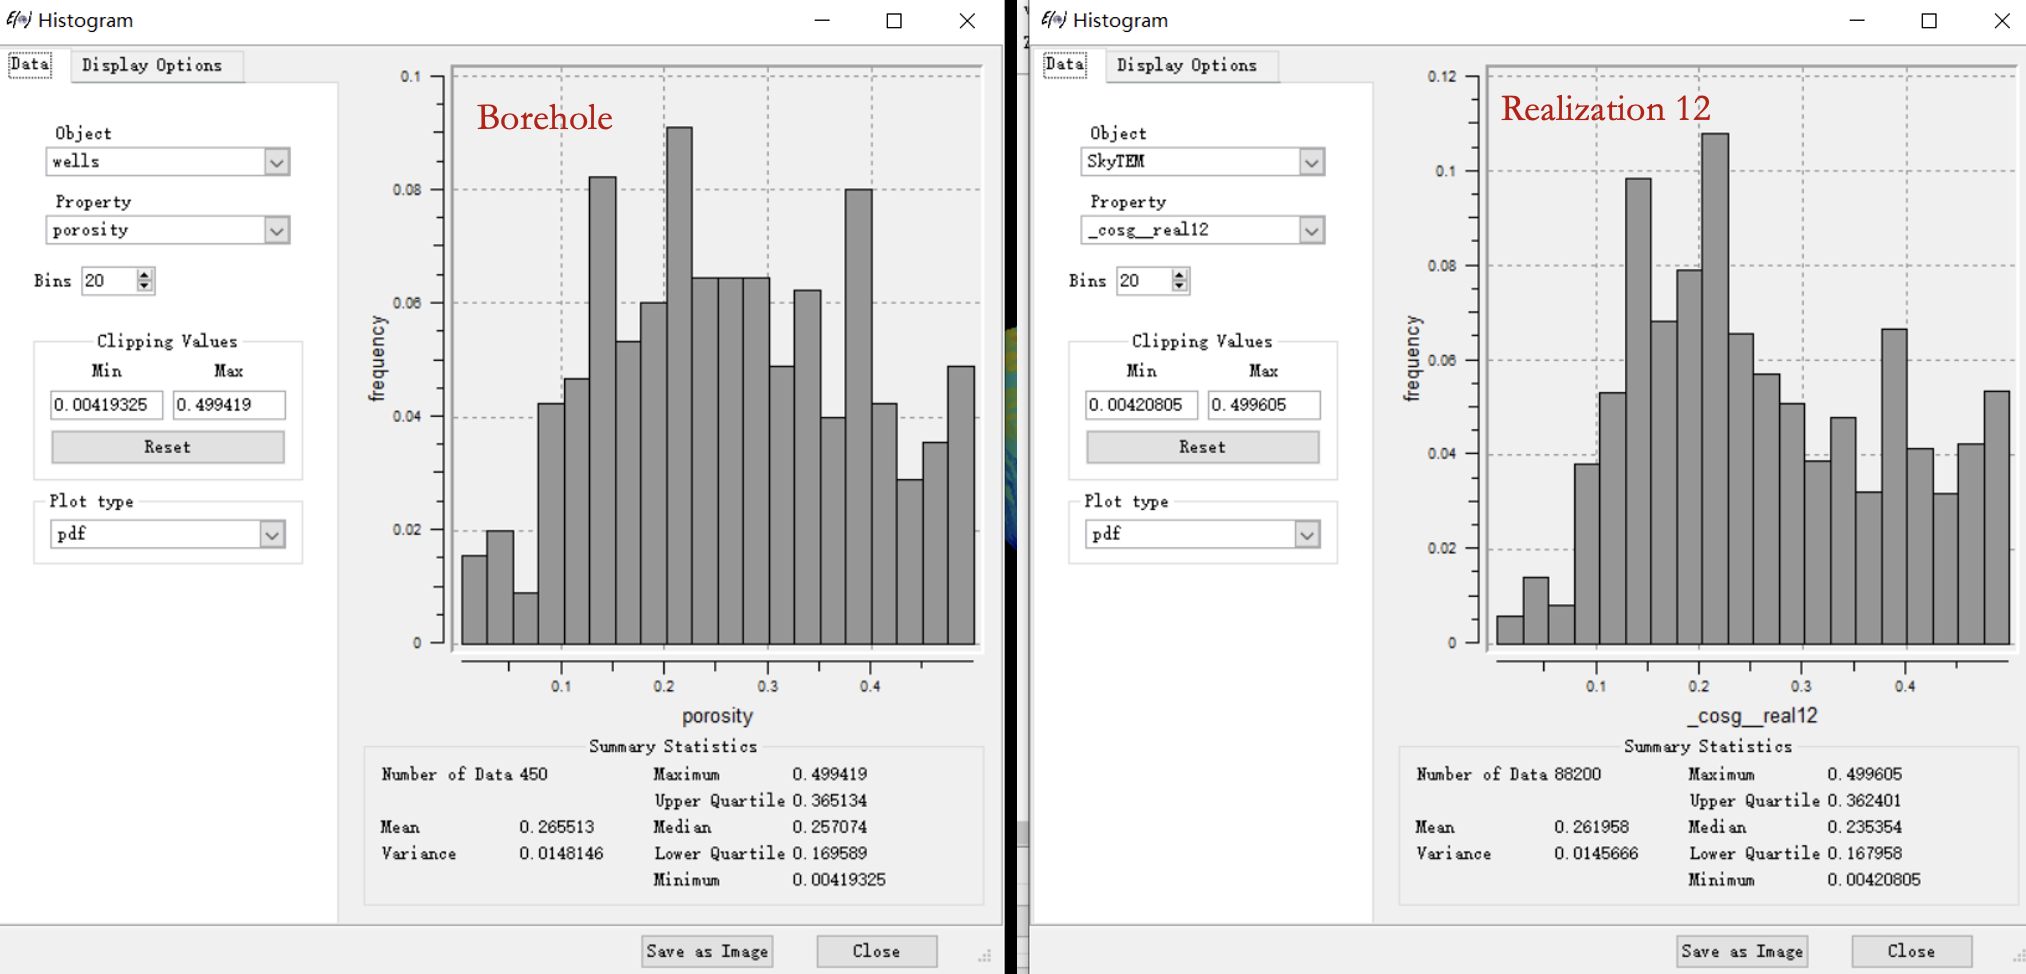 Histogram
Data Display Options
Object
wells
Property
porosity
Bins 20
Clipping Values
Min Max
0.00419325 0.499419
Reset
Plot type
pdf
Borehole
frequency
0.1
0.08
0.06
0.04
0.02
0
0.1 0.2 0.3 0.4
porosity
Summary Statistics
Number of Data 450 Maximum 0.499419
Upper Quartile 0.365134
Mean 0.265513 Median 0.257074
Variance 0.0148146 Lower Quartile 0.169589
Minimum 0.00419325
Save as Image Close
Histogram
Data Display Options
Object
SkyTEM
Property
_cosg__real12
Bins 20
Clipping Values
Min Max
0.00420805 0.499605
Reset
Plot type
pdf
Realization 12
frequency
0.12
0.1
0.08
0.06
0.04
0.02
0
0.1 0.2 0.3 0.4
_cosg__real12
Summary Statistics
Number of Data 88200 Maximum 0.499605
Upper Quartile 0.362401
Mean 0.261958 Median 0.235354
Variance 0.0145666 Lower Quartile 0.167958
Minimum 0.00420805
Save as Image Close